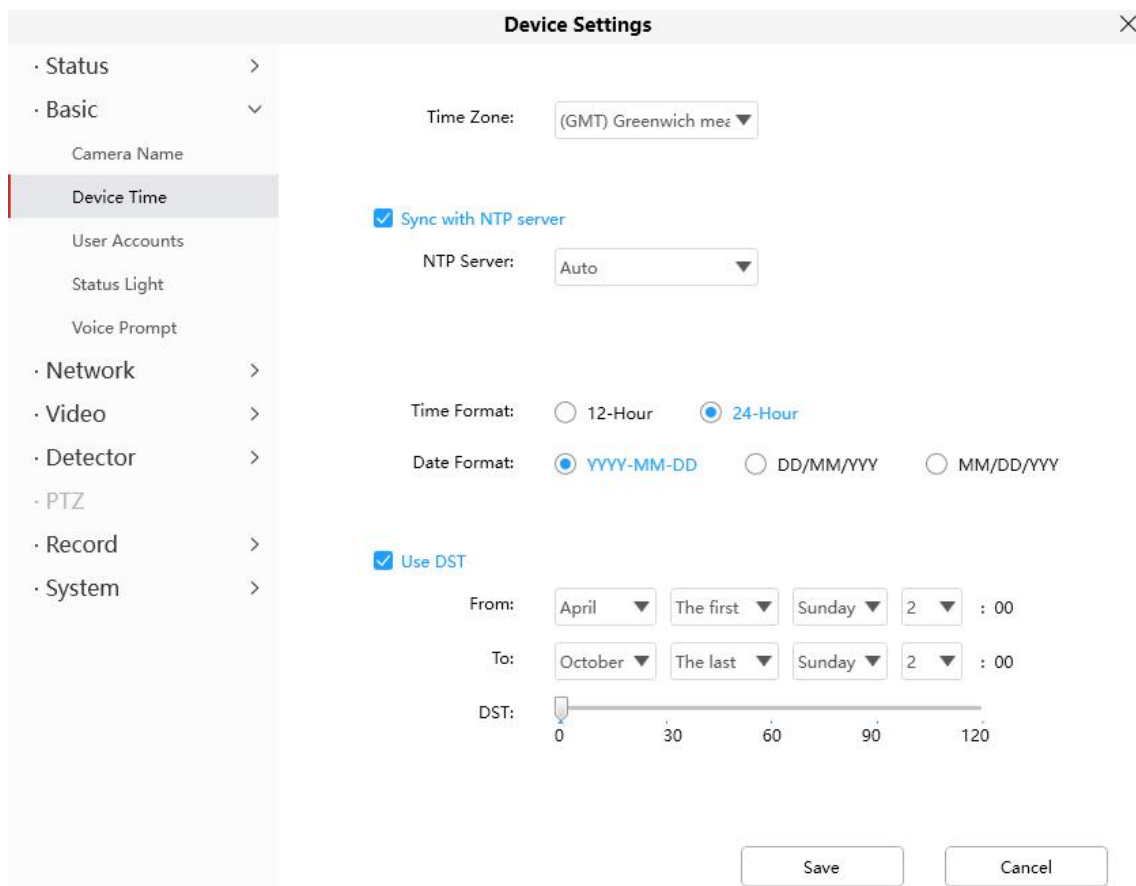 Device Settings
· Status
· Basic
Camera Name
Device Time
User Accounts
Status Light
Voice Prompt
· Network
· Video
· Detector
· PTZ
· Record
· System
Time Zone: (GMT) Greenwich mea
Sync with NTP server
NTP Server: Auto
Time Format: 12-Hour 24-Hour
Date Format: YYYY-MM-DD DD/MM/YYY MM/DD/YYY
Use DST
From: April The first Sunday 2 : 00
To: October The last Sunday 2 : 00
DST:
0 30 60 90 120
Save Cancel